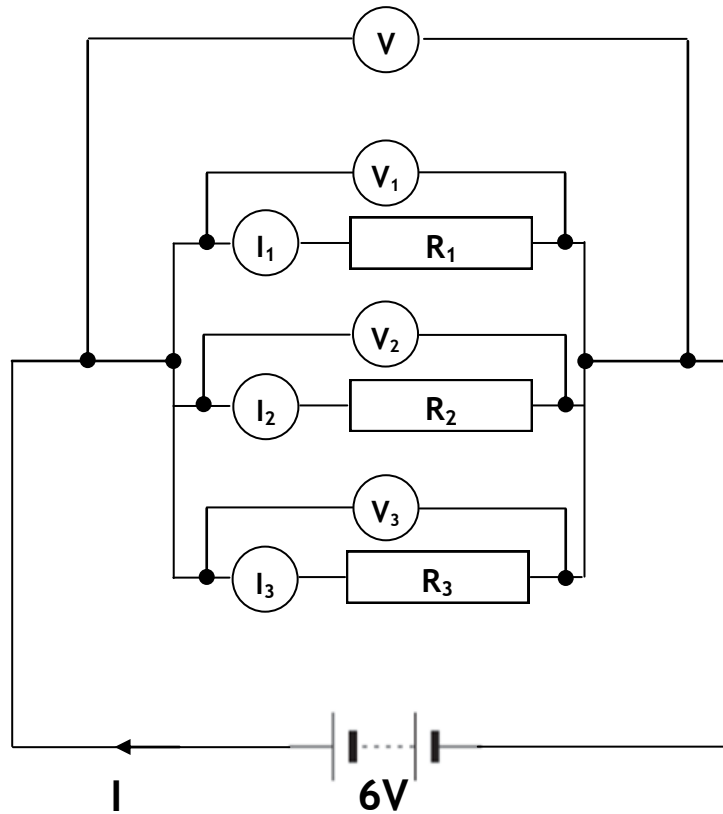 V
V₁
I₁ R₁
V₂
I₂ R₂
V₃
I₃ R₃
I 6V